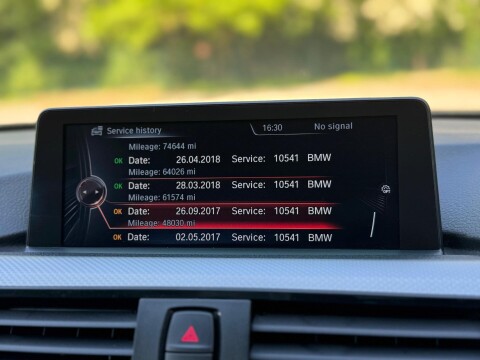 Service history 16:30 No signal
Mileage: 74644 mi
OK Date: 26.04.2018 Service: 10541 BMW
Mileage: 64026 mi
OK Date: 28.03.2018 Service: 10541 BMW
Mileage: 61574 mi
OK Date: 26.09.2017 Service: 10541 BMW
Mileage: 48030 mi
OK Date: 02.05.2017 Service: 10541 BMW